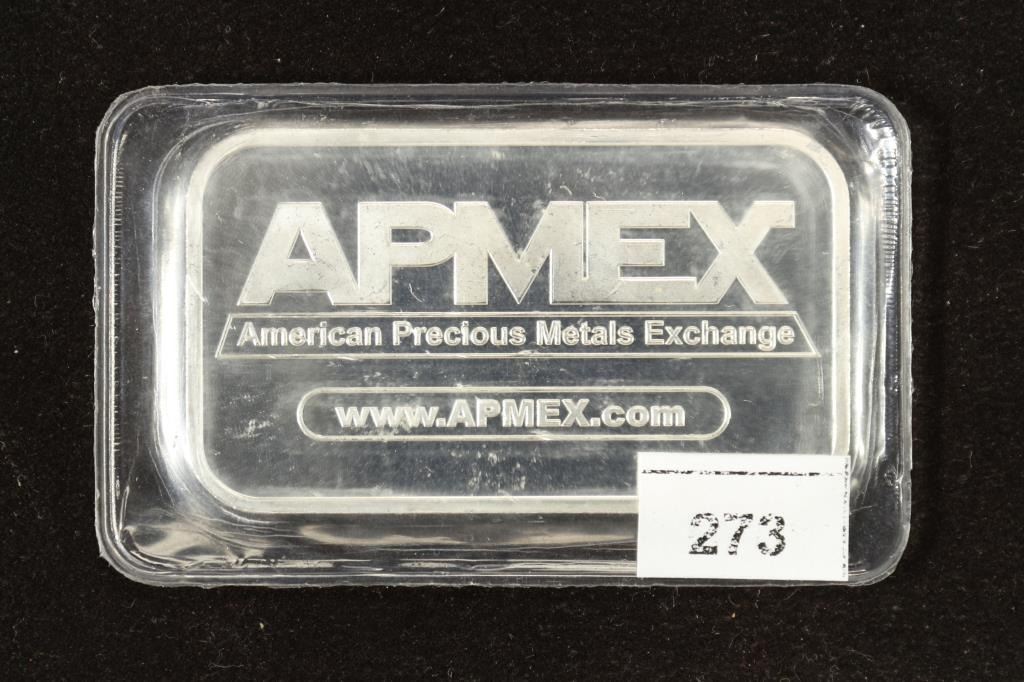 APMEX
American Precious Metals Exchange
www.APMEX.com
273